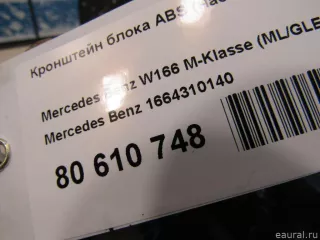 Кронштейн блока ABS
Mercedes Benz W166 M-Klasse (ML/GLE
Mercedes Benz 1664310140
80 610 748
eaural.ru